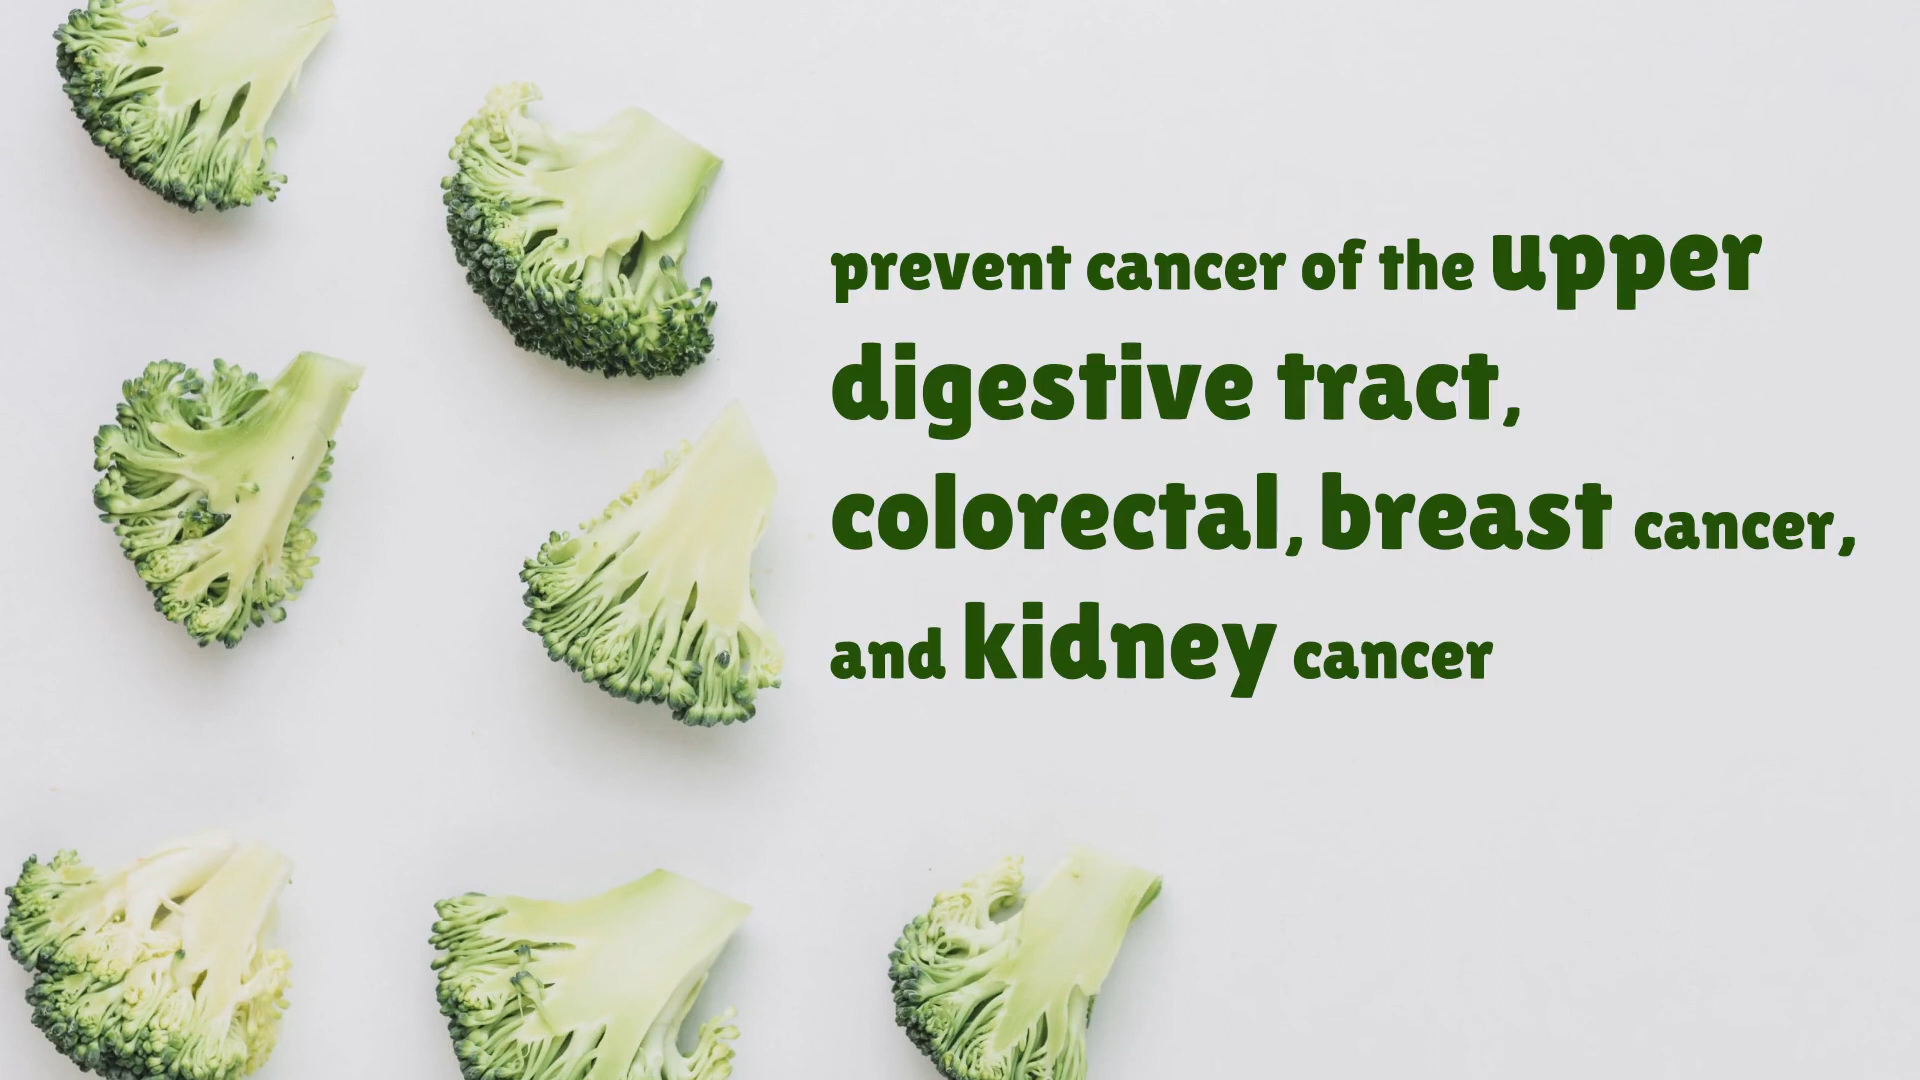 prevent cancer of the upper
digestive tract,
colorectal, breast cancer,
and kidney cancer